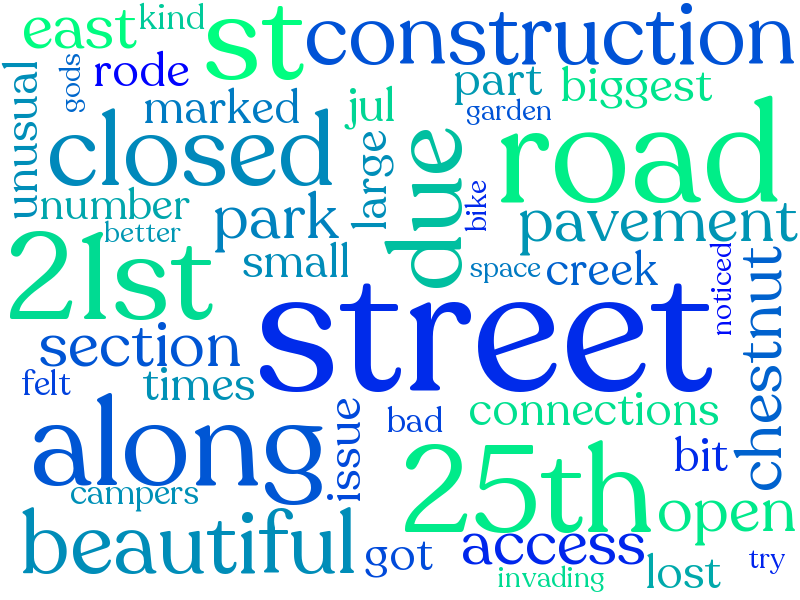 kind
east
st
construction
gods
rode
part
biggest
unusual
marked
jul
garden
closed
large
due
road
number
park
bike
pavement
better
21st
small
space
creek
noticed
street
chestnut
section
felt
times
along
issue
bad
connections
bit
campers
25th
open
beautiful
got
access
lost
try
invading